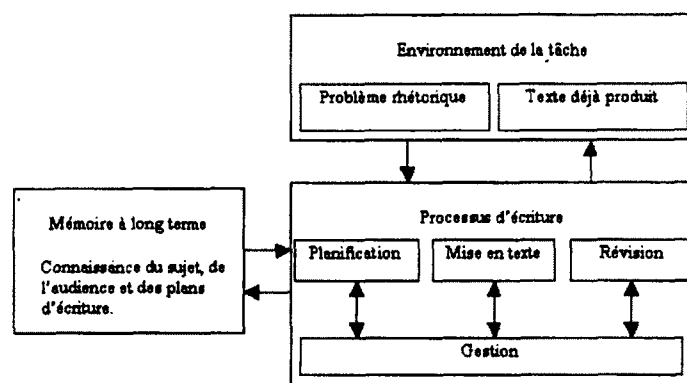 Environnement de la tâche
Problème rhétorique
Texte déjà produit
Mémoire à long terme
Connaissance du sujet, de
l'audience et des plans
d'écriture.
Processus d'écriture
Planification
Mise en texte
Révision
Gestion